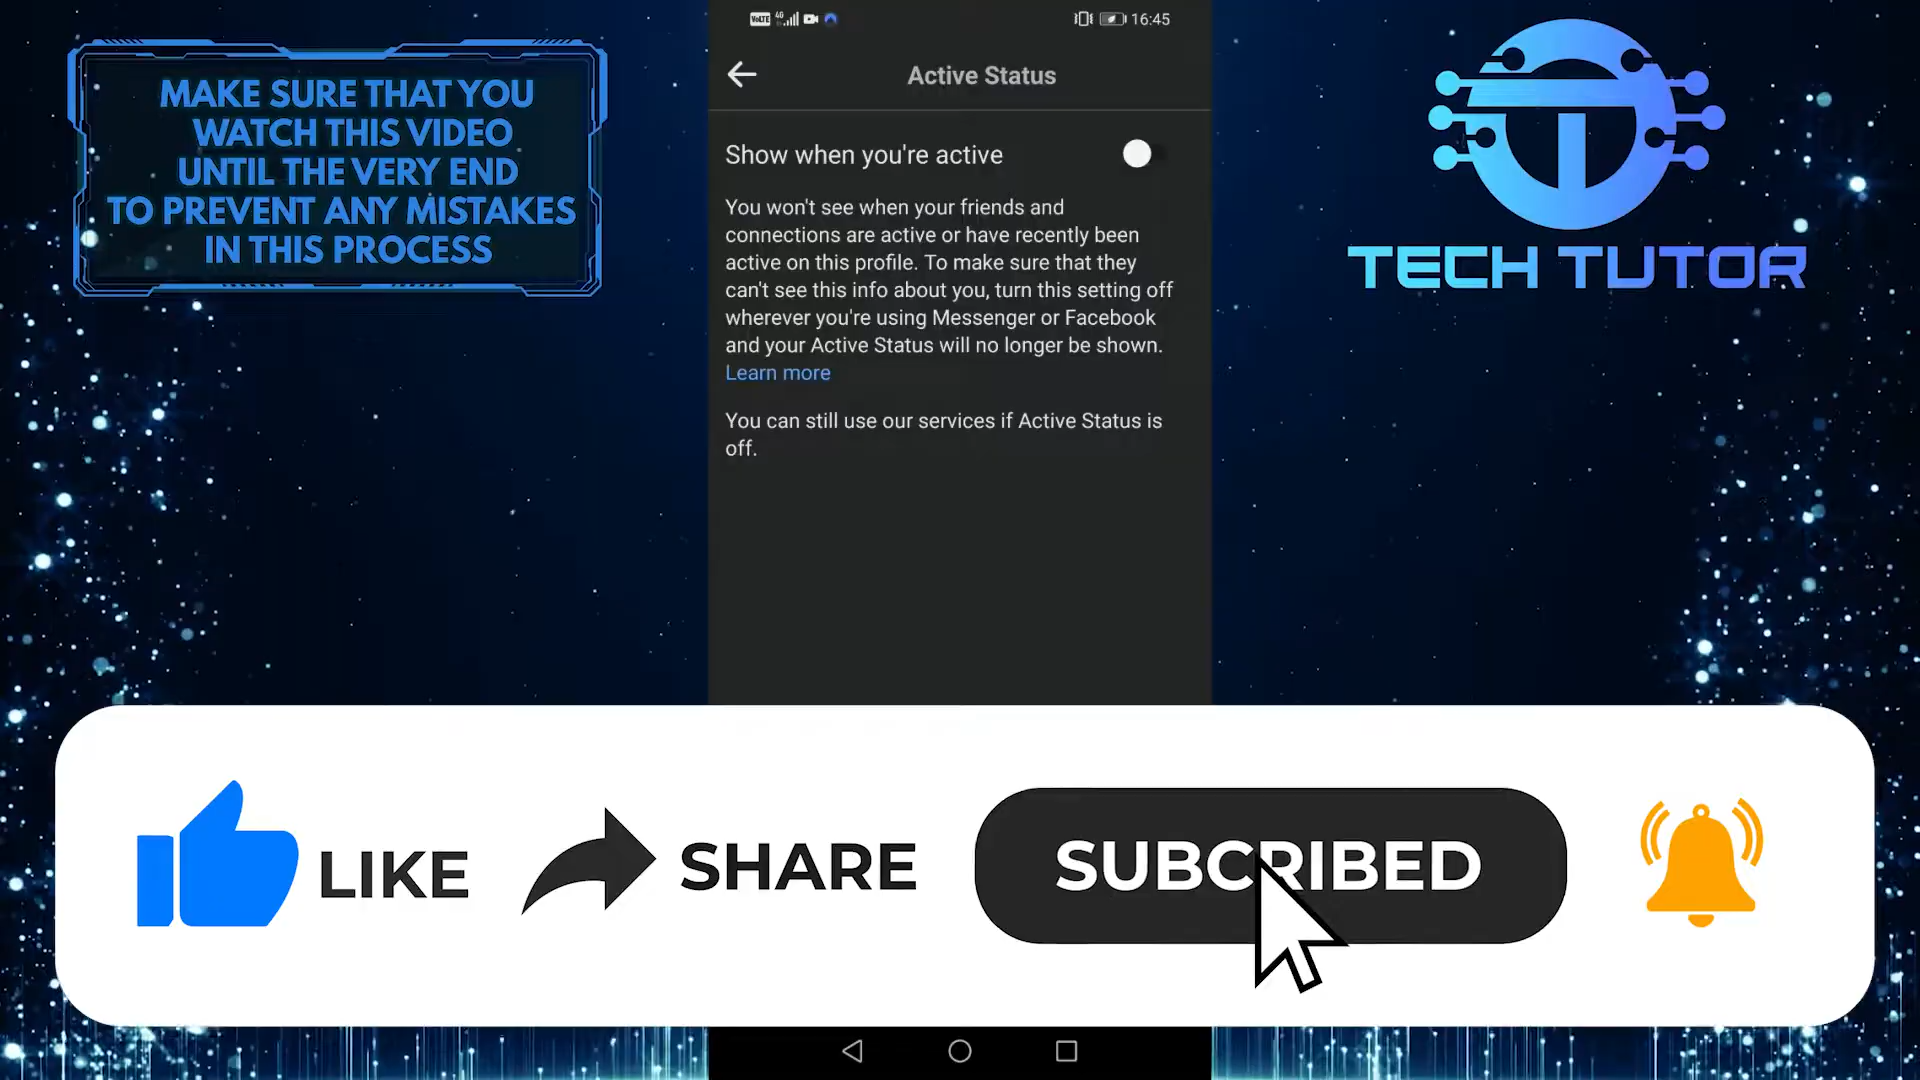 MAKE SURE THAT YOU
WATCH THIS VIDEO
UNTIL THE VERY END
TO PREVENT ANY MISTAKES
IN THIS PROCESS
VoLTE 4G 16:45
Active Status
Show when you're active
You won't see when your friends and
connections are active or have recently been
active on this profile. To make sure that they
can't see this info about you, turn this setting off
wherever you're using Messenger or Facebook
and your Active Status will no longer be shown.
Learn more
You can still use our services if Active Status is
off.
TECH TUTOR
LIKE
SHARE
SUBCRIBED